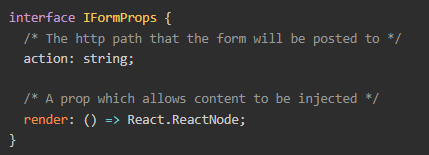 interface IFormProps {
  /* The http path that the form will be posted to */
  action: string;

  /* A prop which allows content to be injected */
  render: () => React.ReactNode;
}